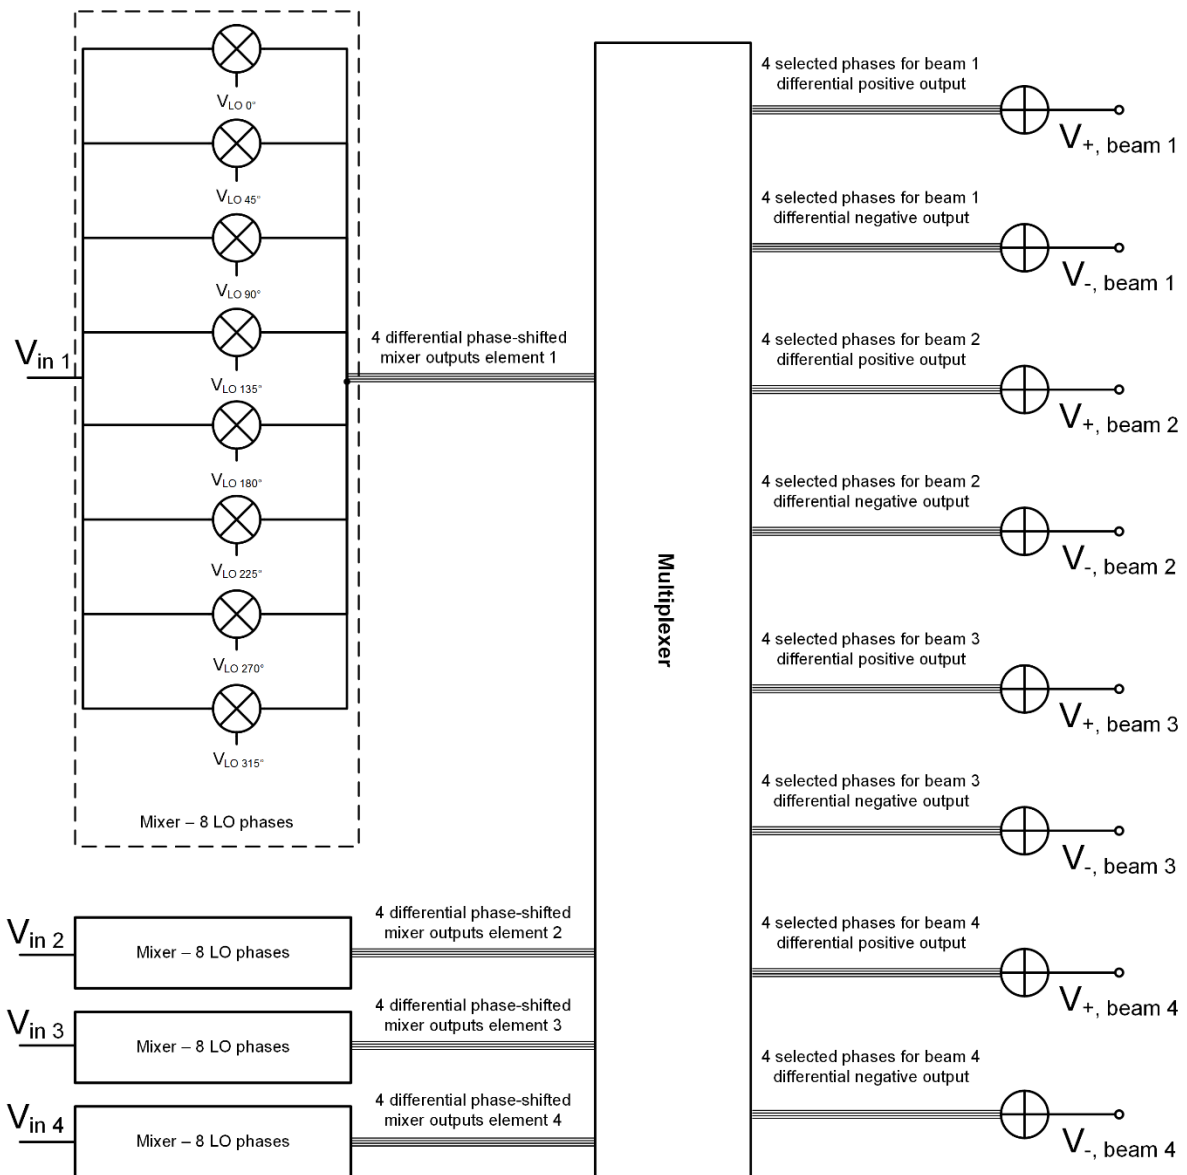 V_LO 0°
V_LO 45°
V_LO 90°
V_LO 135°
V_LO 180°
V_LO 225°
V_LO 270°
V_LO 315°
Mixer – 8 LO phases
V_in 1
4 differential phase-shifted
mixer outputs element 1
V_in 2
Mixer – 8 LO phases
4 differential phase-shifted
mixer outputs element 2
V_in 3
Mixer – 8 LO phases
4 differential phase-shifted
mixer outputs element 3
V_in 4
Mixer – 8 LO phases
4 differential phase-shifted
mixer outputs element 4
Multiplexer
4 selected phases for beam 1
differential positive output
V_+, beam 1
4 selected phases for beam 1
differential negative output
V_-, beam 1
4 selected phases for beam 2
differential positive output
V_+, beam 2
4 selected phases for beam 2
differential negative output
V_-, beam 2
4 selected phases for beam 3
differential positive output
V_+, beam 3
4 selected phases for beam 3
differential negative output
V_-, beam 3
4 selected phases for beam 4
differential positive output
V_+, beam 4
4 selected phases for beam 4
differential negative output
V_-, beam 4